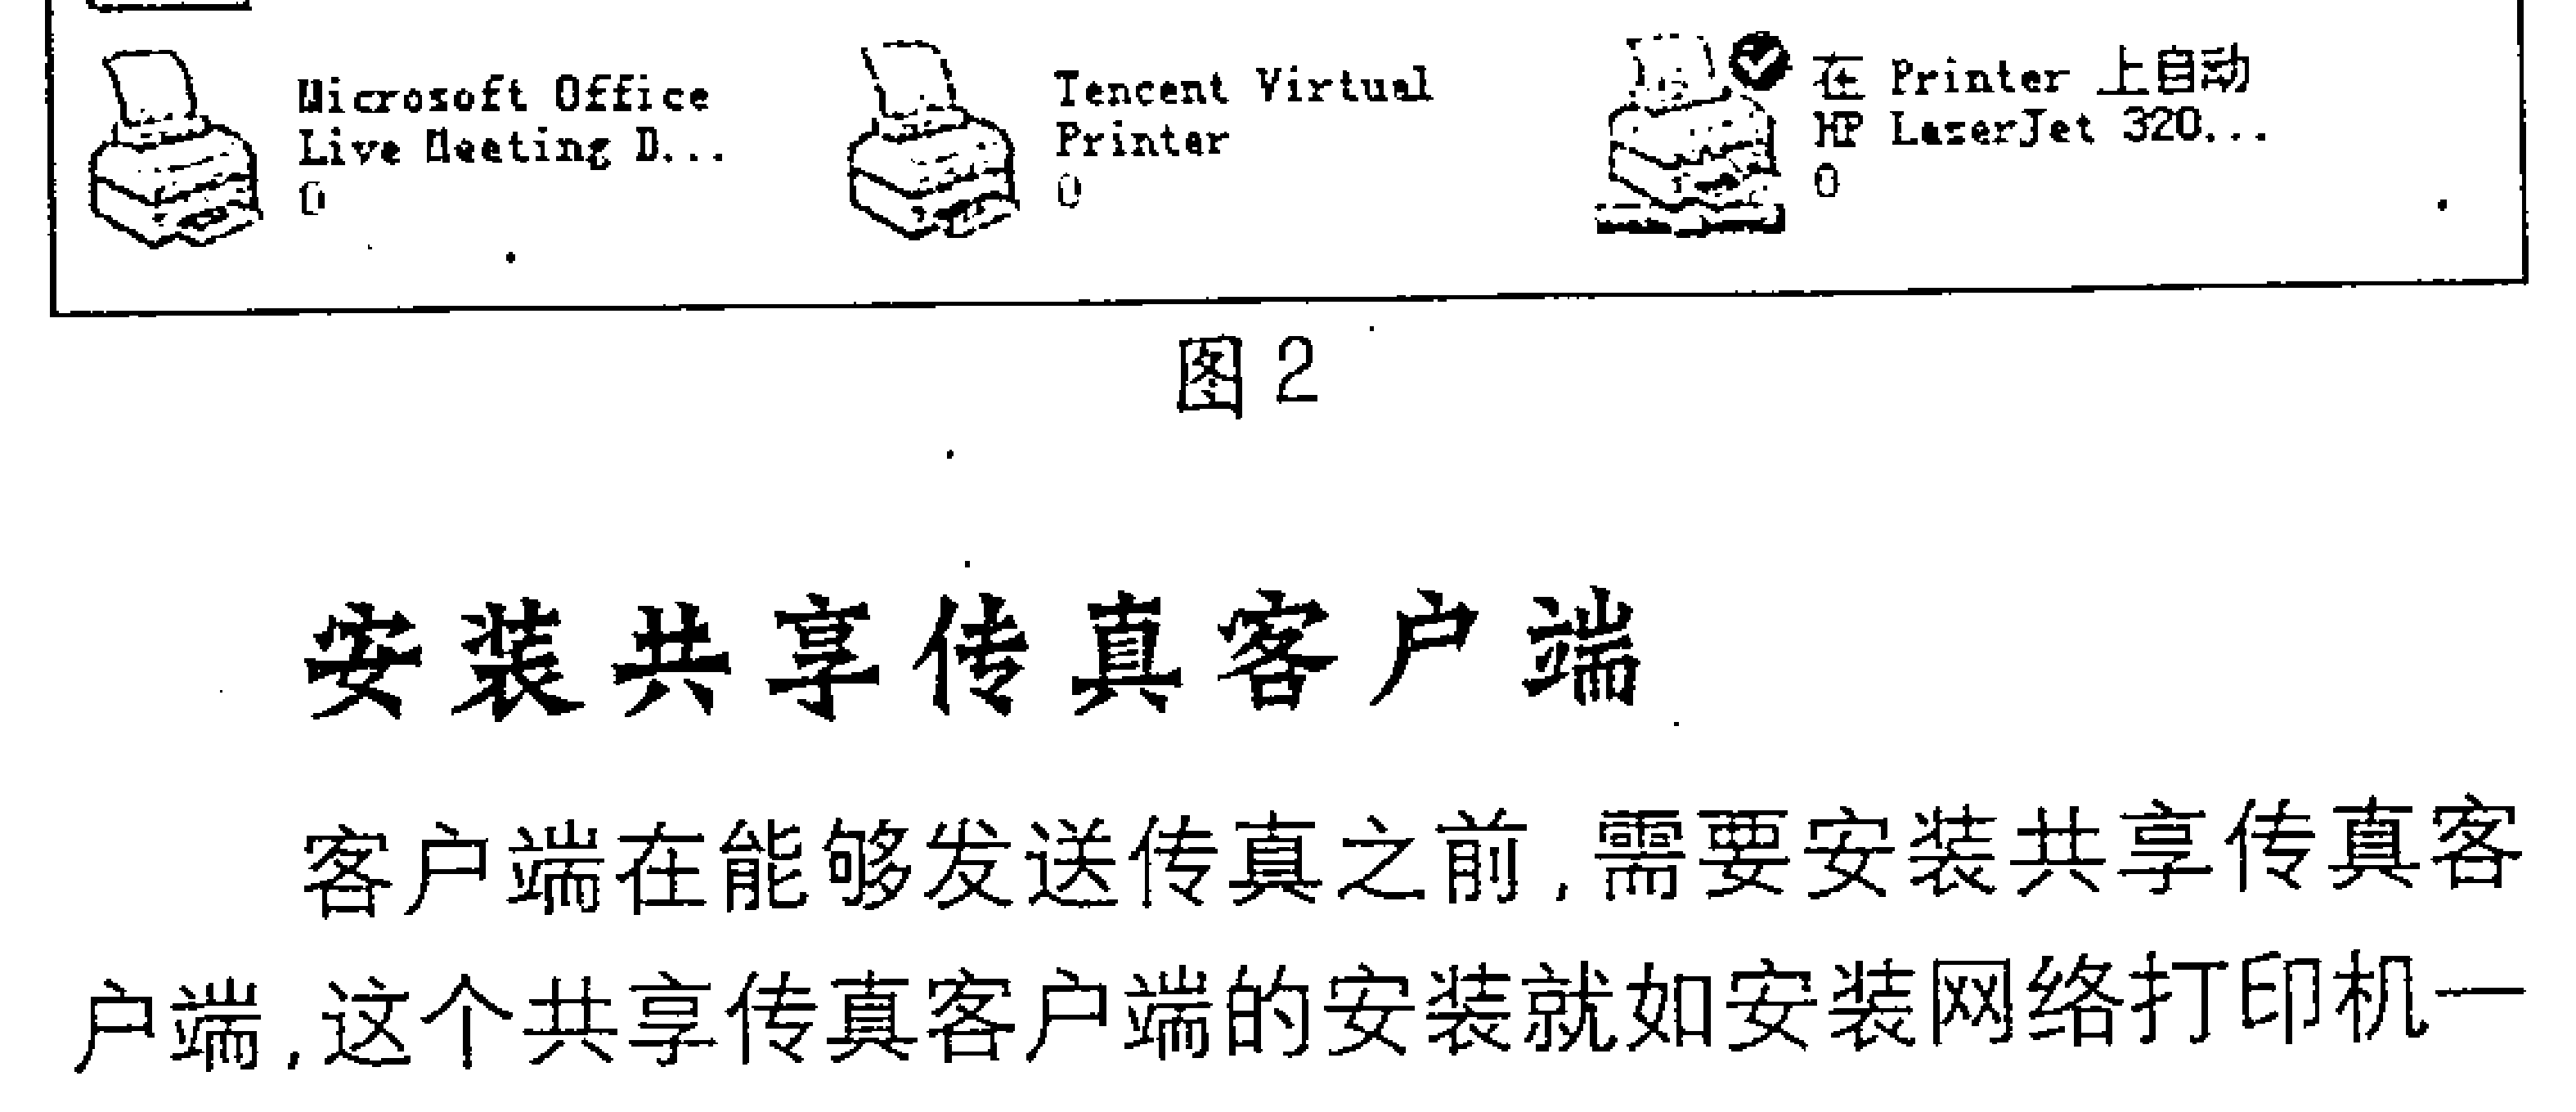 Microsoft Office
Live Meeting D...
0
Tencent Virtual
Printer
0
在 Printer 上自动
HP LaserJet 320...
0
图 2
安装共享传真客户端
客户端在能够发送传真之前,需要安装共享传真客
户端,这个共享传真客户端的安装就如安装网络打印机一